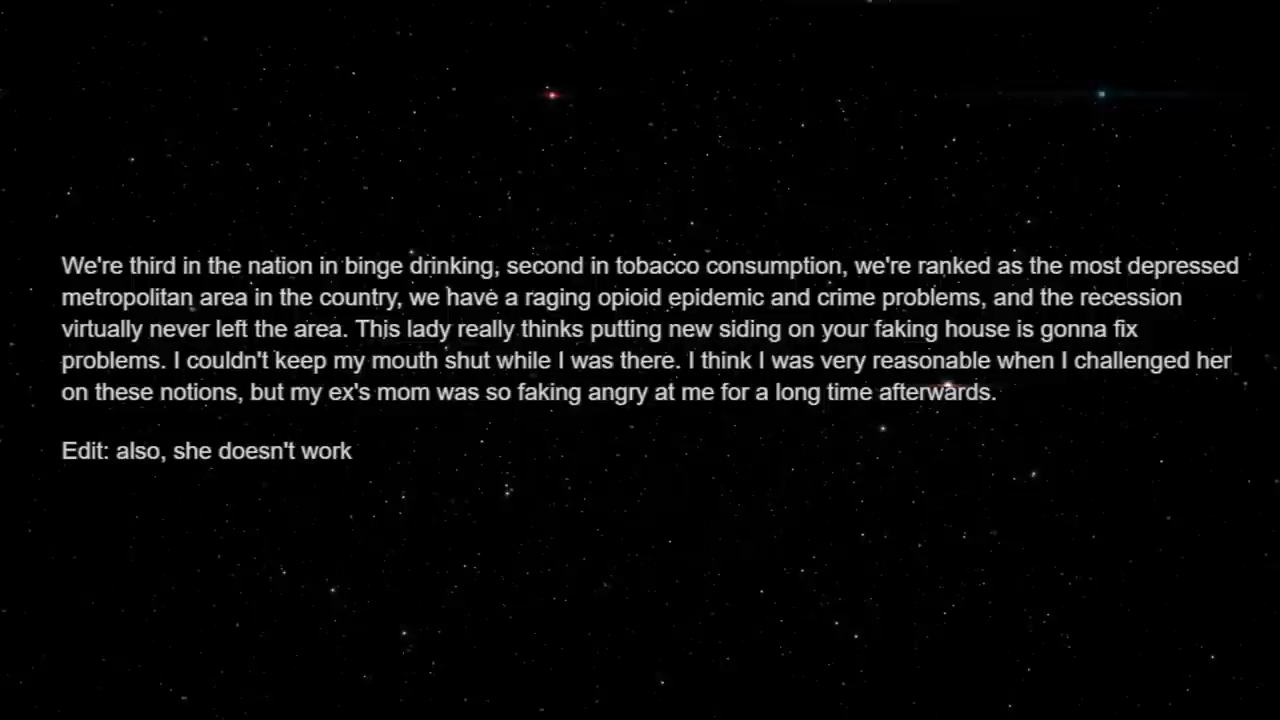 We're third in the nation in binge drinking, second in tobacco consumption, we're ranked as the most depressed
metropolitan area in the country, we have a raging opioid epidemic and crime problems, and the recession
virtually never left the area. This lady really thinks putting new siding on your faking house is gonna fix
problems. I couldn't keep my mouth shut while I was there. I think I was very reasonable when I challenged her
on these notions, but my ex's mom was so faking angry at me for a long time afterwards.
Edit: also, she doesn't work